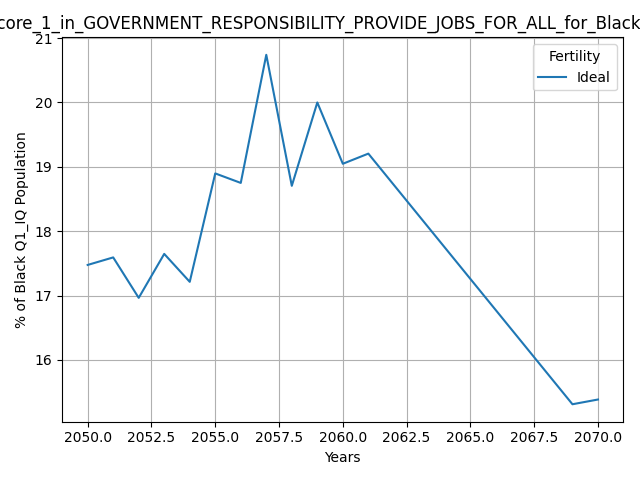 core_1_in_GOVERNMENT_RESPONSIBILITY_PROVIDE_JOBS_FOR_ALL_for_Black
21
20
19
18
17
16
% of Black Q1_IQ Population
Fertility
Ideal
2050.0 2052.5 2055.0 2057.5 2060.0 2062.5 2065.0 2067.5 2070.0
Years